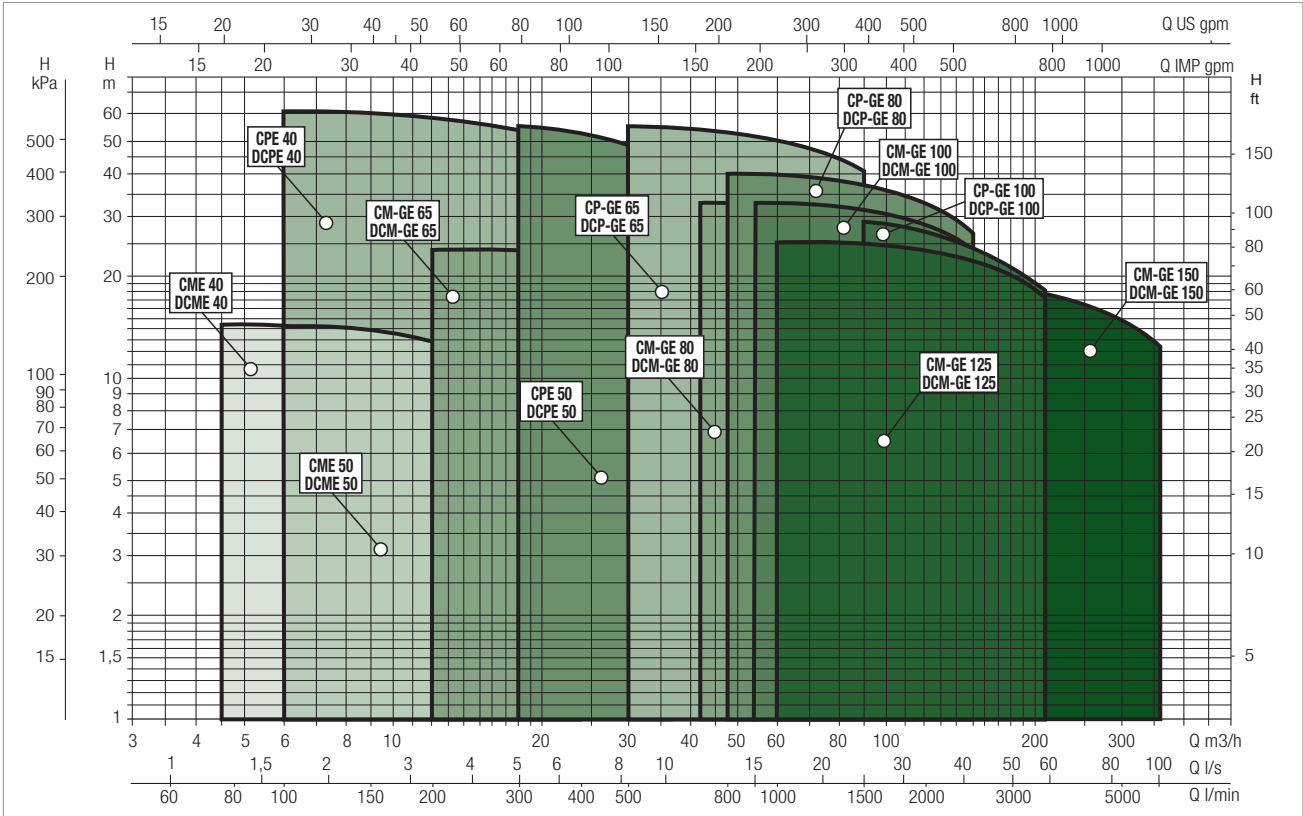 15 20 30 40 50 60 80 100 150 200 300 400 500 800 1000 Q US gpm
15 20 30 40 50 60 80 100 150 200 300 400 500 800 1000 Q IMP gpm
H
kPa
500
400
300
200
100
90
80
70
60
50
40
30
20
15
H
m
60
50
40
30
20
10
9
8
7
6
5
4
3
2
1,5
1
CPE 40
DCPE 40
CM-GE 65
DCM-GE 65
CME 40
DCME 40
CME 50
DCME 50
CPE 50
DCPE 50
CP-GE 65
DCP-GE 65
CM-GE 80
DCM-GE 80
CP-GE 80
DCP-GE 80
CM-GE 100
DCM-GE 100
CP-GE 100
DCP-GE 100
CM-GE 125
DCM-GE 125
CM-GE 150
DCM-GE 150
H
ft
150
100
80
60
50
40
35
30
25
20
15
10
5
3 4 5 6 8 10 20 30 40 50 60 80 100 200 300 Q m3/h
1 1,5 2 3 4 5 6 8 10 15 20 30 40 50 60 80 100 Q l/s
60 80 100 150 200 300 400 500 800 1000 1500 2000 3000 5000 Q l/min